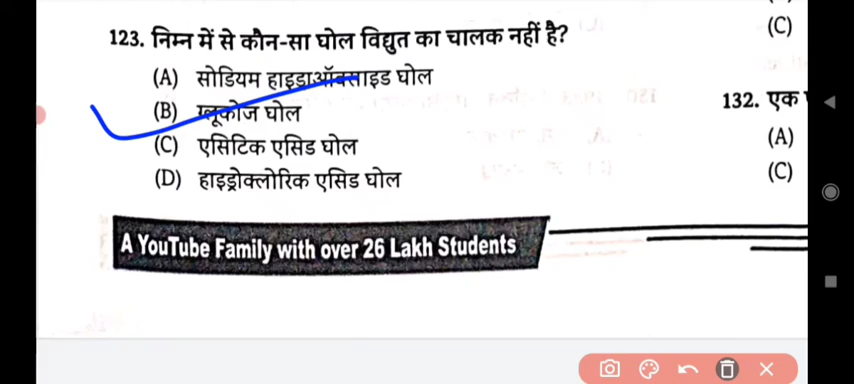 (C)
123. निम्न में से कौन-सा घोल विद्युत का चालक नहीं है?
(A) सोडियम हाइड्राऑक्साइड घोल
(B) ग्लूकोज घोल
(C) एसिटिक एसिड घोल
(D) हाइड्रोक्लोरिक एसिड घोल
132. एक
(A)
(C)
A YouTube Family with over 26 Lakh Students